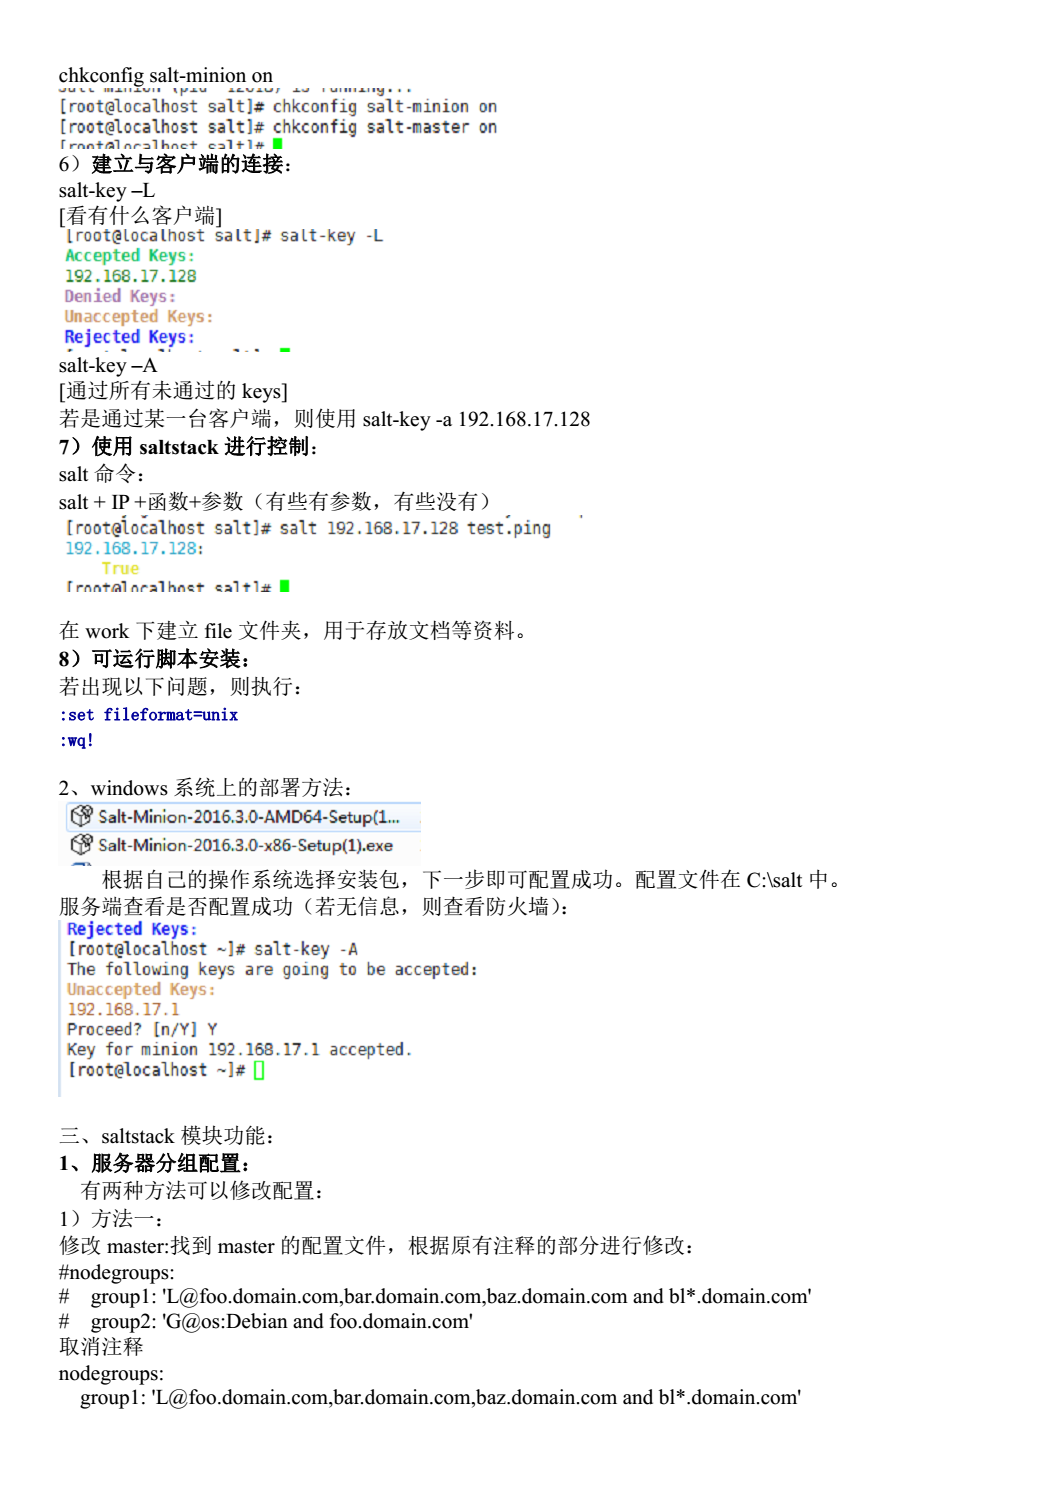 chkconfig salt-minion on
salt-minion (pid  12618) is running...
[root@localhost salt]# chkconfig salt-minion on
[root@localhost salt]# chkconfig salt-master on
[root@localhost salt]#
6）建立与客户端的连接：
salt-key –L
[看有什么客户端]
[root@localhost salt]# salt-key -L
Accepted Keys:
192.168.17.128
Denied Keys:
Unaccepted Keys:
Rejected Keys:
salt-key –A
[通过所有未通过的 keys]
若是通过某一台客户端，则使用 salt-key -a 192.168.17.128
7）使用 saltstack 进行控制：
salt 命令：
salt + IP +函数+参数（有些有参数，有些没有）
[root@localhost salt]# salt 192.168.17.128 test.ping
192.168.17.128:
    True
[root@localhost salt]#
在 work 下建立 file 文件夹，用于存放文档等资料。
8）可运行脚本安装：
若出现以下问题，则执行：
:set fileformat=unix
:wq!
2、windows 系统上的部署方法：
Salt-Minion-2016.3.0-AMD64-Setup(1...
Salt-Minion-2016.3.0-x86-Setup(1).exe
根据自己的操作系统选择安装包，下一步即可配置成功。配置文件在 C:\salt 中。
服务端查看是否配置成功（若无信息，则查看防火墙）：
Rejected Keys:
[root@localhost ~]# salt-key -A
The following keys are going to be accepted:
Unaccepted Keys:
192.168.17.1
Proceed? [n/Y] Y
Key for minion 192.168.17.1 accepted.
[root@localhost ~]#
三、saltstack 模块功能：
1、服务器分组配置：
有两种方法可以修改配置：
1）方法一：
修改 master:找到 master 的配置文件，根据原有注释的部分进行修改：
#nodegroups:
#    group1: 'L@foo.domain.com,bar.domain.com,baz.domain.com and bl*.domain.com'
#    group2: 'G@os:Debian and foo.domain.com'
取消注释
nodegroups:
group1: 'L@foo.domain.com,bar.domain.com,baz.domain.com and bl*.domain.com'